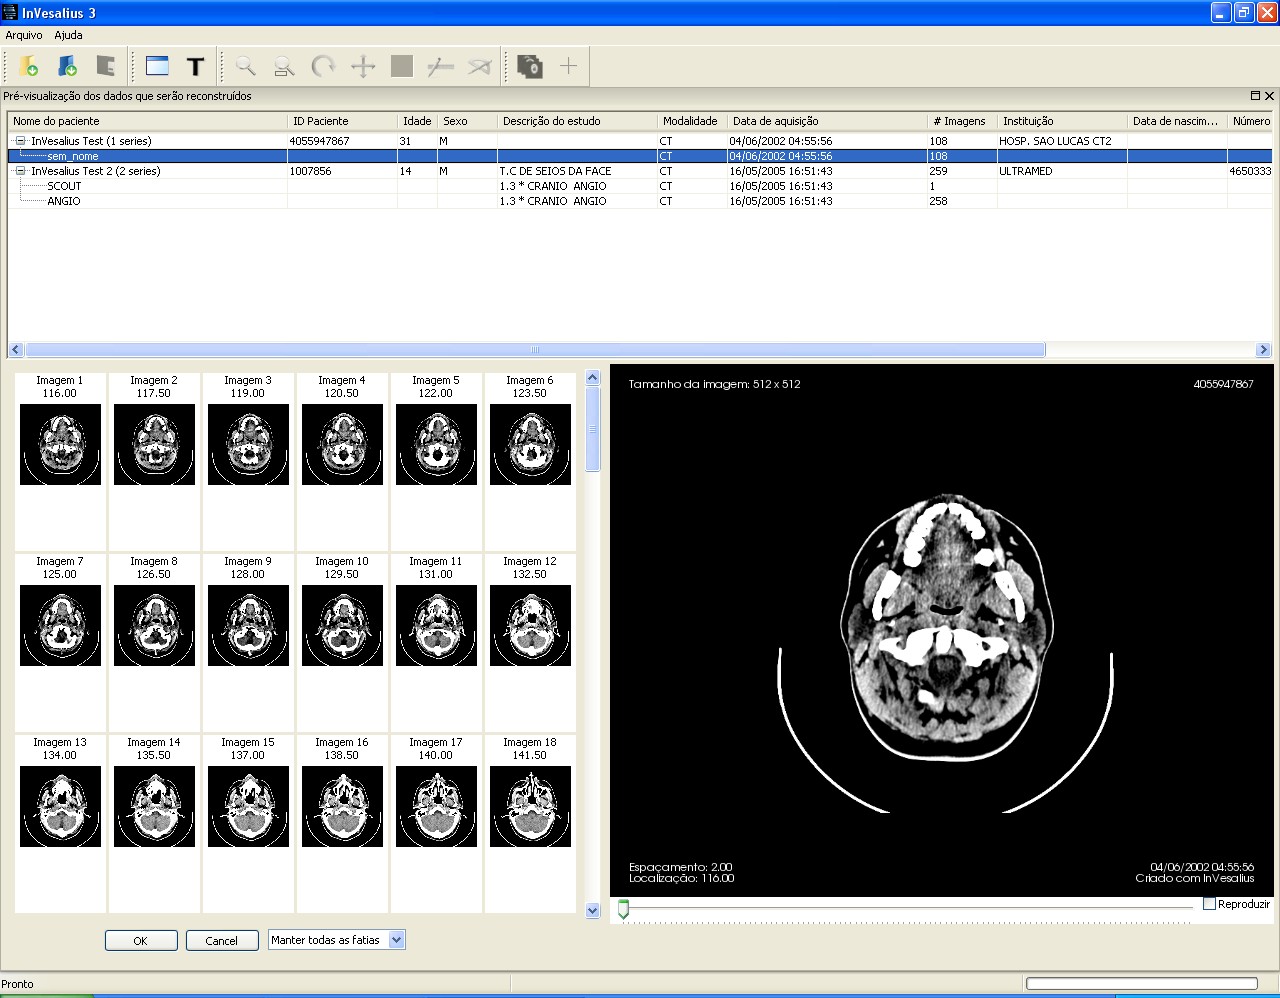 InVesalius 3
Arquivo Ajuda
T
Pré-visualização dos dados que serão reconstruídos
Nome do paciente ID Paciente Idade Sexo Descrição do estudo Modalidade Data de aquisição # Imagens Instituição Data de nascim... Número
InVesalius Test (1 series) 4055947867 31 M CT 04/06/2002 04:55:56 108 HOSP. SAO LUCAS CT2
sem_nome CT 04/06/2002 04:55:56 108
InVesalius Test 2 (2 series) 1007856 14 M T.C DE SEIOS DA FACE CT 16/05/2005 16:51:43 259 ULTRAMED 4650333
SCOUT 1.3 * CRANIO ANGIO CT 16/05/2005 16:51:43 1
ANGIO 1.3 * CRANIO ANGIO CT 16/05/2005 16:51:43 258
Imagem 1 Imagem 2 Imagem 3 Imagem 4 Imagem 5 Imagem 6
116.00 117.50 119.00 120.50 122.00 123.50
Imagem 7 Imagem 8 Imagem 9 Imagem 10 Imagem 11 Imagem 12
125.00 126.50 128.00 129.50 131.00 132.50
Imagem 13 Imagem 14 Imagem 15 Imagem 16 Imagem 17 Imagem 18
134.00 135.50 137.00 138.50 140.00 141.50
Tamanho da imagem: 512 x 512 4055947867
Espaçamento: 2.00 04/06/2002 04:55:56
Localização: 116.00 Criado com InVesalius
Reproduzir
OK Cancel Manter todas as fatias
Pronto